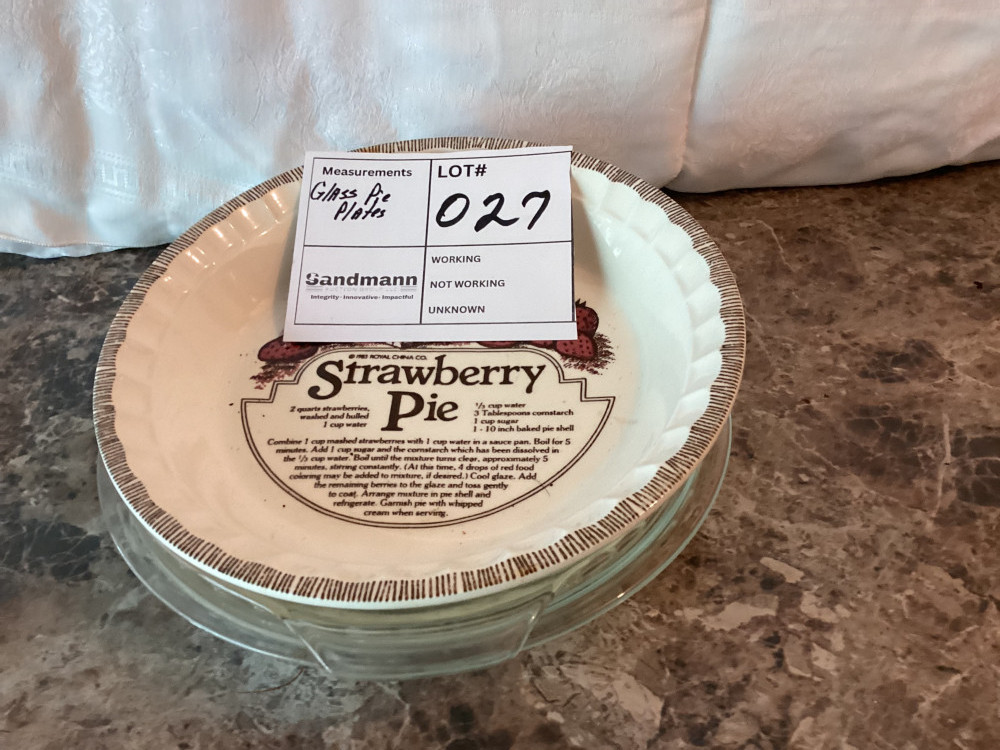 Measurements
Glass Pie
Plates
LOT#
027
Sandmann
AUCTION GROUP LLC
Integrity · Innovative · Impactful
WORKING
NOT WORKING
UNKNOWN
© 1983 ROYAL CHINA CO.
Strawberry
Pie
2 quarts strawberries,
washed and hulled
1 cup water
⅓ cup water
3 Tablespoons cornstarch
1 cup sugar
1 - 10 inch baked pie shell
Combine 1 cup mashed strawberries with 1 cup water in a sauce pan. Boil for 5
minutes. Add 1 cup sugar and the cornstarch which has been dissolved in
the ⅓ cup water. Boil until the mixture turns clear, approximately 5
minutes, stirring constantly. (At this time, 4 drops of red food
coloring may be added to mixture, if desired.) Cool glaze. Add
the remaining berries to the glaze and toss gently
to coat. Arrange mixture in pie shell and
refrigerate. Garnish pie with whipped
cream when serving.